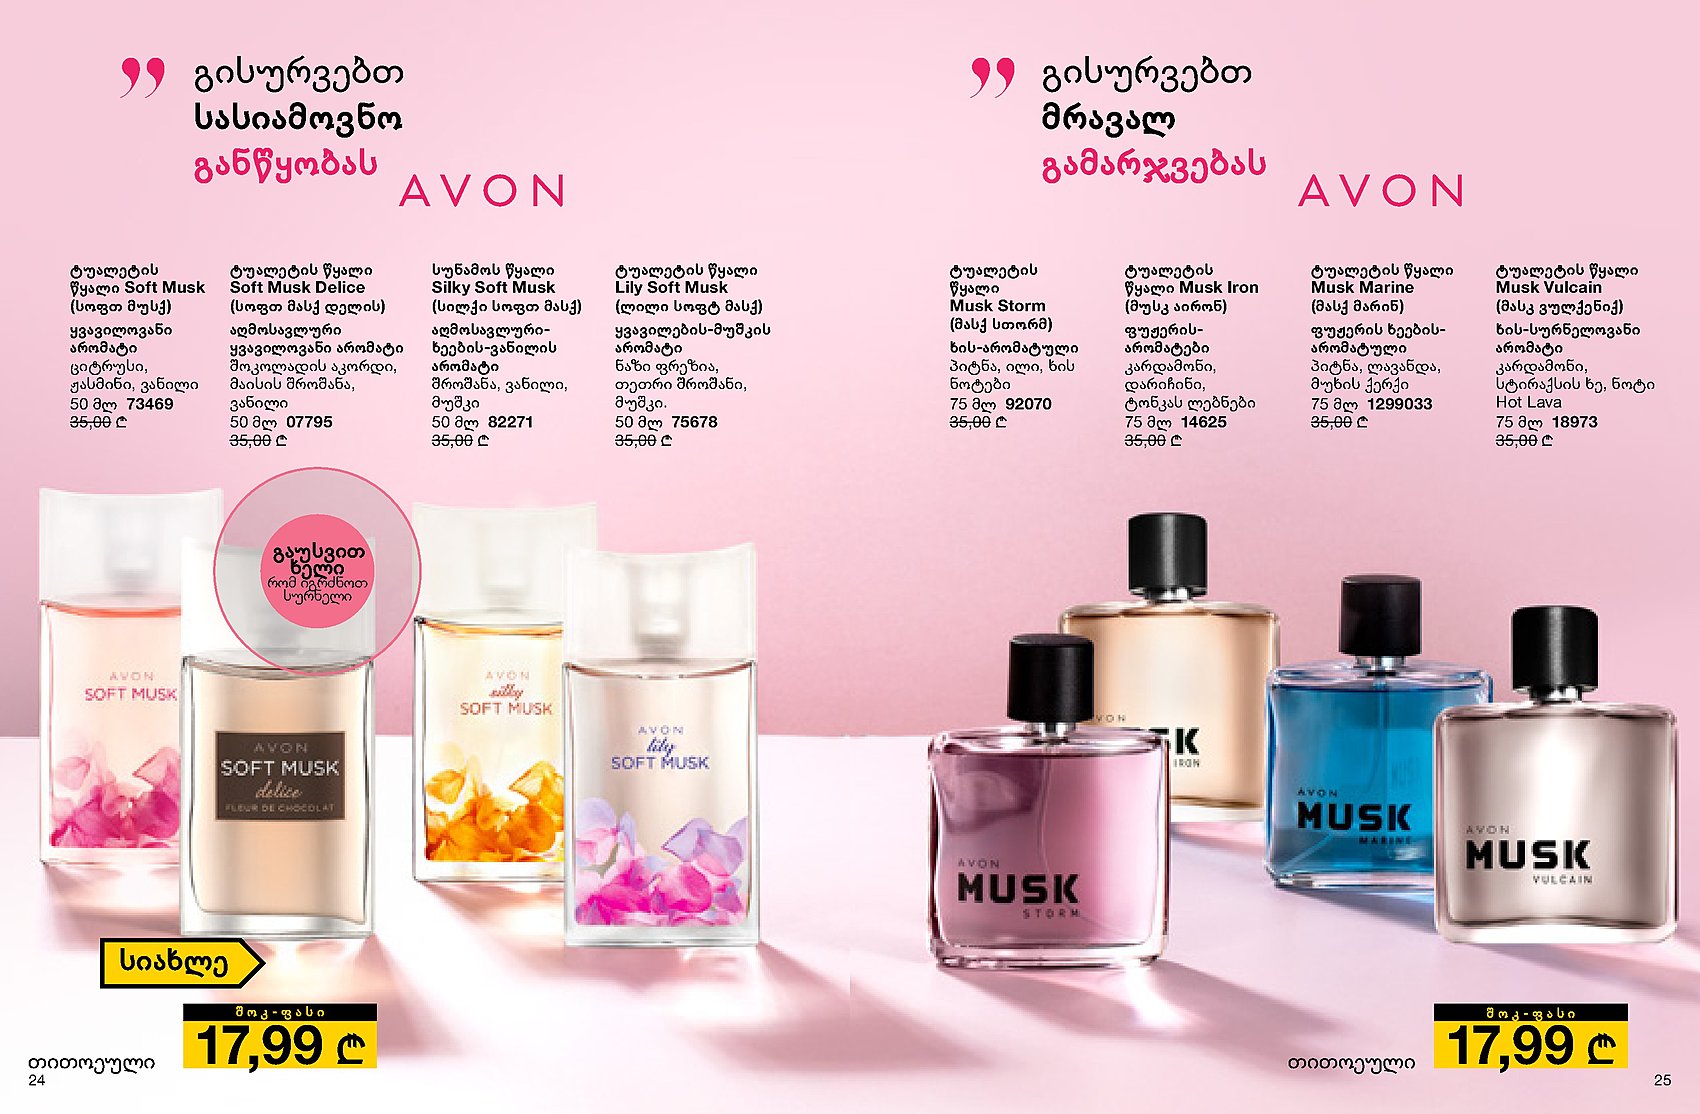 გისურვებთ
სასიამოვნო
განწყობას
AVON
ტუალეტის
წყალი Soft Musk
(სოფთ მუსქ)
ყვავილოვანი
არომატი
ციტრუსი,
ჟასმინი, ვანილი
50 მლ 73469
35,00 ₾
ტუალეტის წყალი
Soft Musk Delice
(სოფთ მასქ დელის)
აღმოსავლური
ყვავილოვანი არომატი
შოკოლადის აკორდი,
მაისის შროშანა,
ვანილი
50 მლ 07795
35,00 ₾
სუნამოს წყალი
Silky Soft Musk
(სილქი სოფთ მასქ)
აღმოსავლური-
ხეების-ვანილის
არომატი
შროშანა, ვანილი,
მუშკი
50 მლ 82271
35,00 ₾
ტუალეტის წყალი
Lily Soft Musk
(ლილი სოფტ მასქ)
ყვავილების-მუშკის
არომატი
ნაზი ფრეზია,
თეთრი შროშანი,
მუშკი.
50 მლ 75678
35,00 ₾
გაუსვით
ხელი
რომ იგრძნოთ
სურნელი
AVON
SOFT MUSK
AVON
SOFT MUSK
delice
FLEUR DE CHOCOLAT
AVON
silky
SOFT MUSK
AVON
lily
SOFT MUSK
სიახლე
შოკ-ფასი
17,99 ₾
თითოეული
24
გისურვებთ
მრავალ
გამარჯვებას
AVON
ტუალეტის
წყალი
Musk Storm
(მასქ სთორმ)
ხის-არომატული
პიტნა, ილი, ხის
ნოტები
75 მლ 92070
35,00 ₾
ტუალეტის
წყალი Musk Iron
(მუსკ აირონ)
ფუჟერის-
არომატები
კარდამონი,
დარიჩინი,
ტონკას ლებნები
75 მლ 14625
35,00 ₾
ტუალეტის წყალი
Musk Marine
(მასქ მარინ)
ფუჟერის ხეების-
არომატული
პიტნა, ლავანდა,
მუხის ქერქი
75 მლ 1299033
35,00 ₾
ტუალეტის წყალი
Musk Vulcain
(მასკ ვულქენიქ)
ხის-სურნელოვანი
არომატი
კარდამონი,
სტირაქსის ხე, ნოტი
Hot Lava
75 მლ 18973
35,00 ₾
AVON
MUSK
STORM
VON
SK
IRON
AVON
MUSK
MARINE
AVON
MUSK
VULCAIN
შოკ-ფასი
17,99 ₾
თითოეული
25